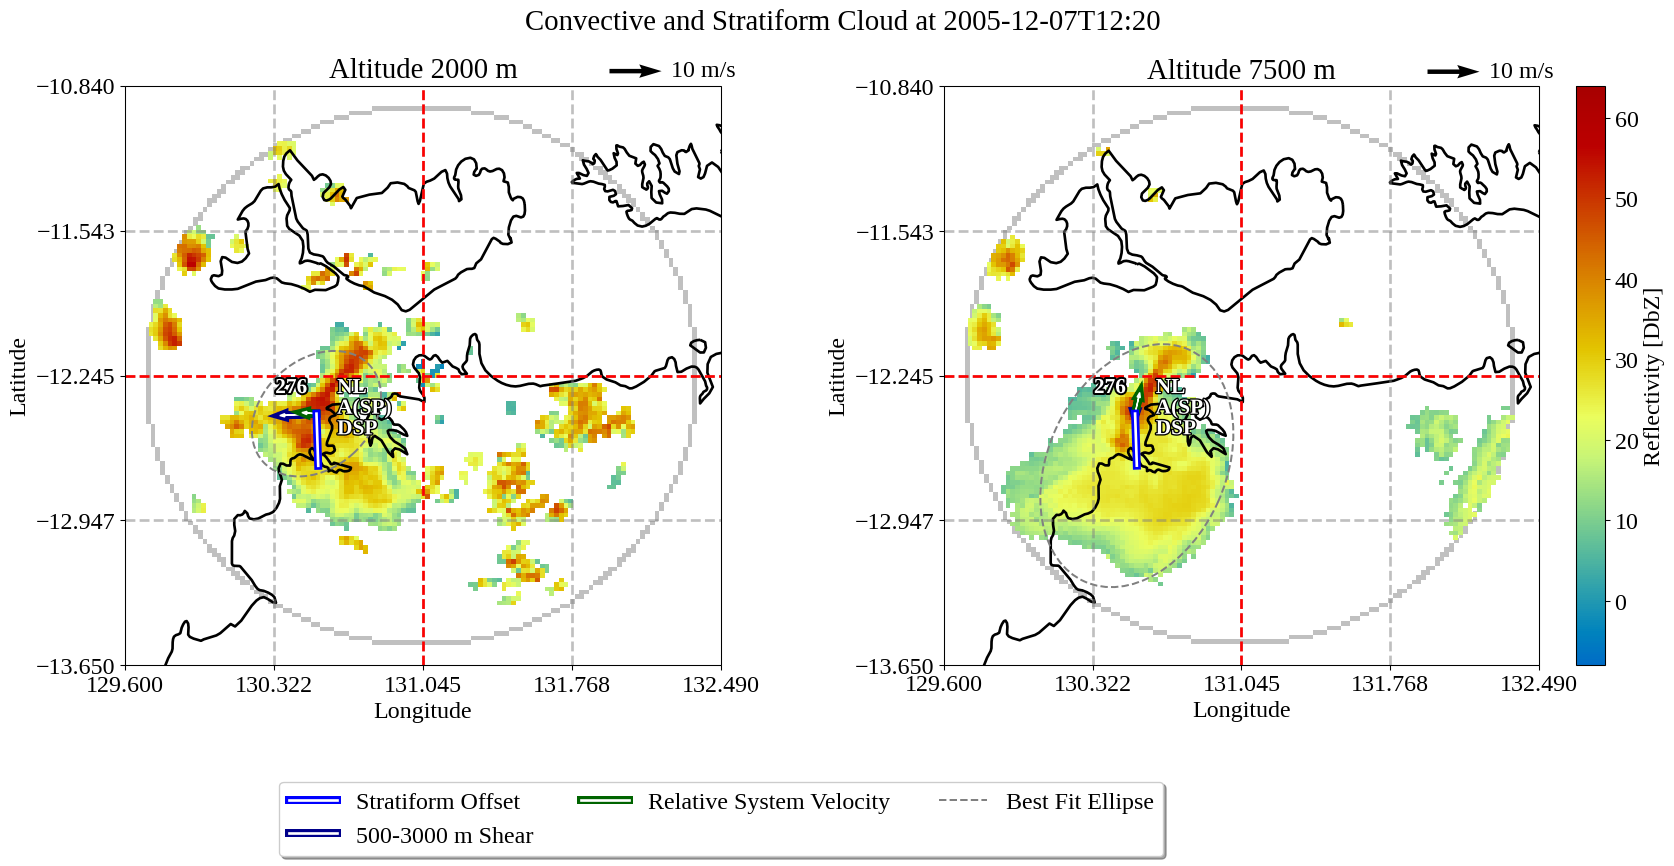 Convective and Stratiform Cloud at 2005-12-07T12:20
Altitude 2000 m
10 m/s
−10.840
−11.543
−12.245
−12.947
−13.650
Latitude
129.600
130.322
131.045
131.768
132.490
Longitude
276
NL
A(SP)
DSP
Altitude 7500 m
10 m/s
−10.840
−11.543
−12.245
−12.947
−13.650
Latitude
129.600
130.322
131.045
131.768
132.490
Longitude
276
NL
A(SP)
DSP
60
50
40
30
20
10
0
Reflectivity [DbZ]
Stratiform Offset
500-3000 m Shear
Relative System Velocity
Best Fit Ellipse